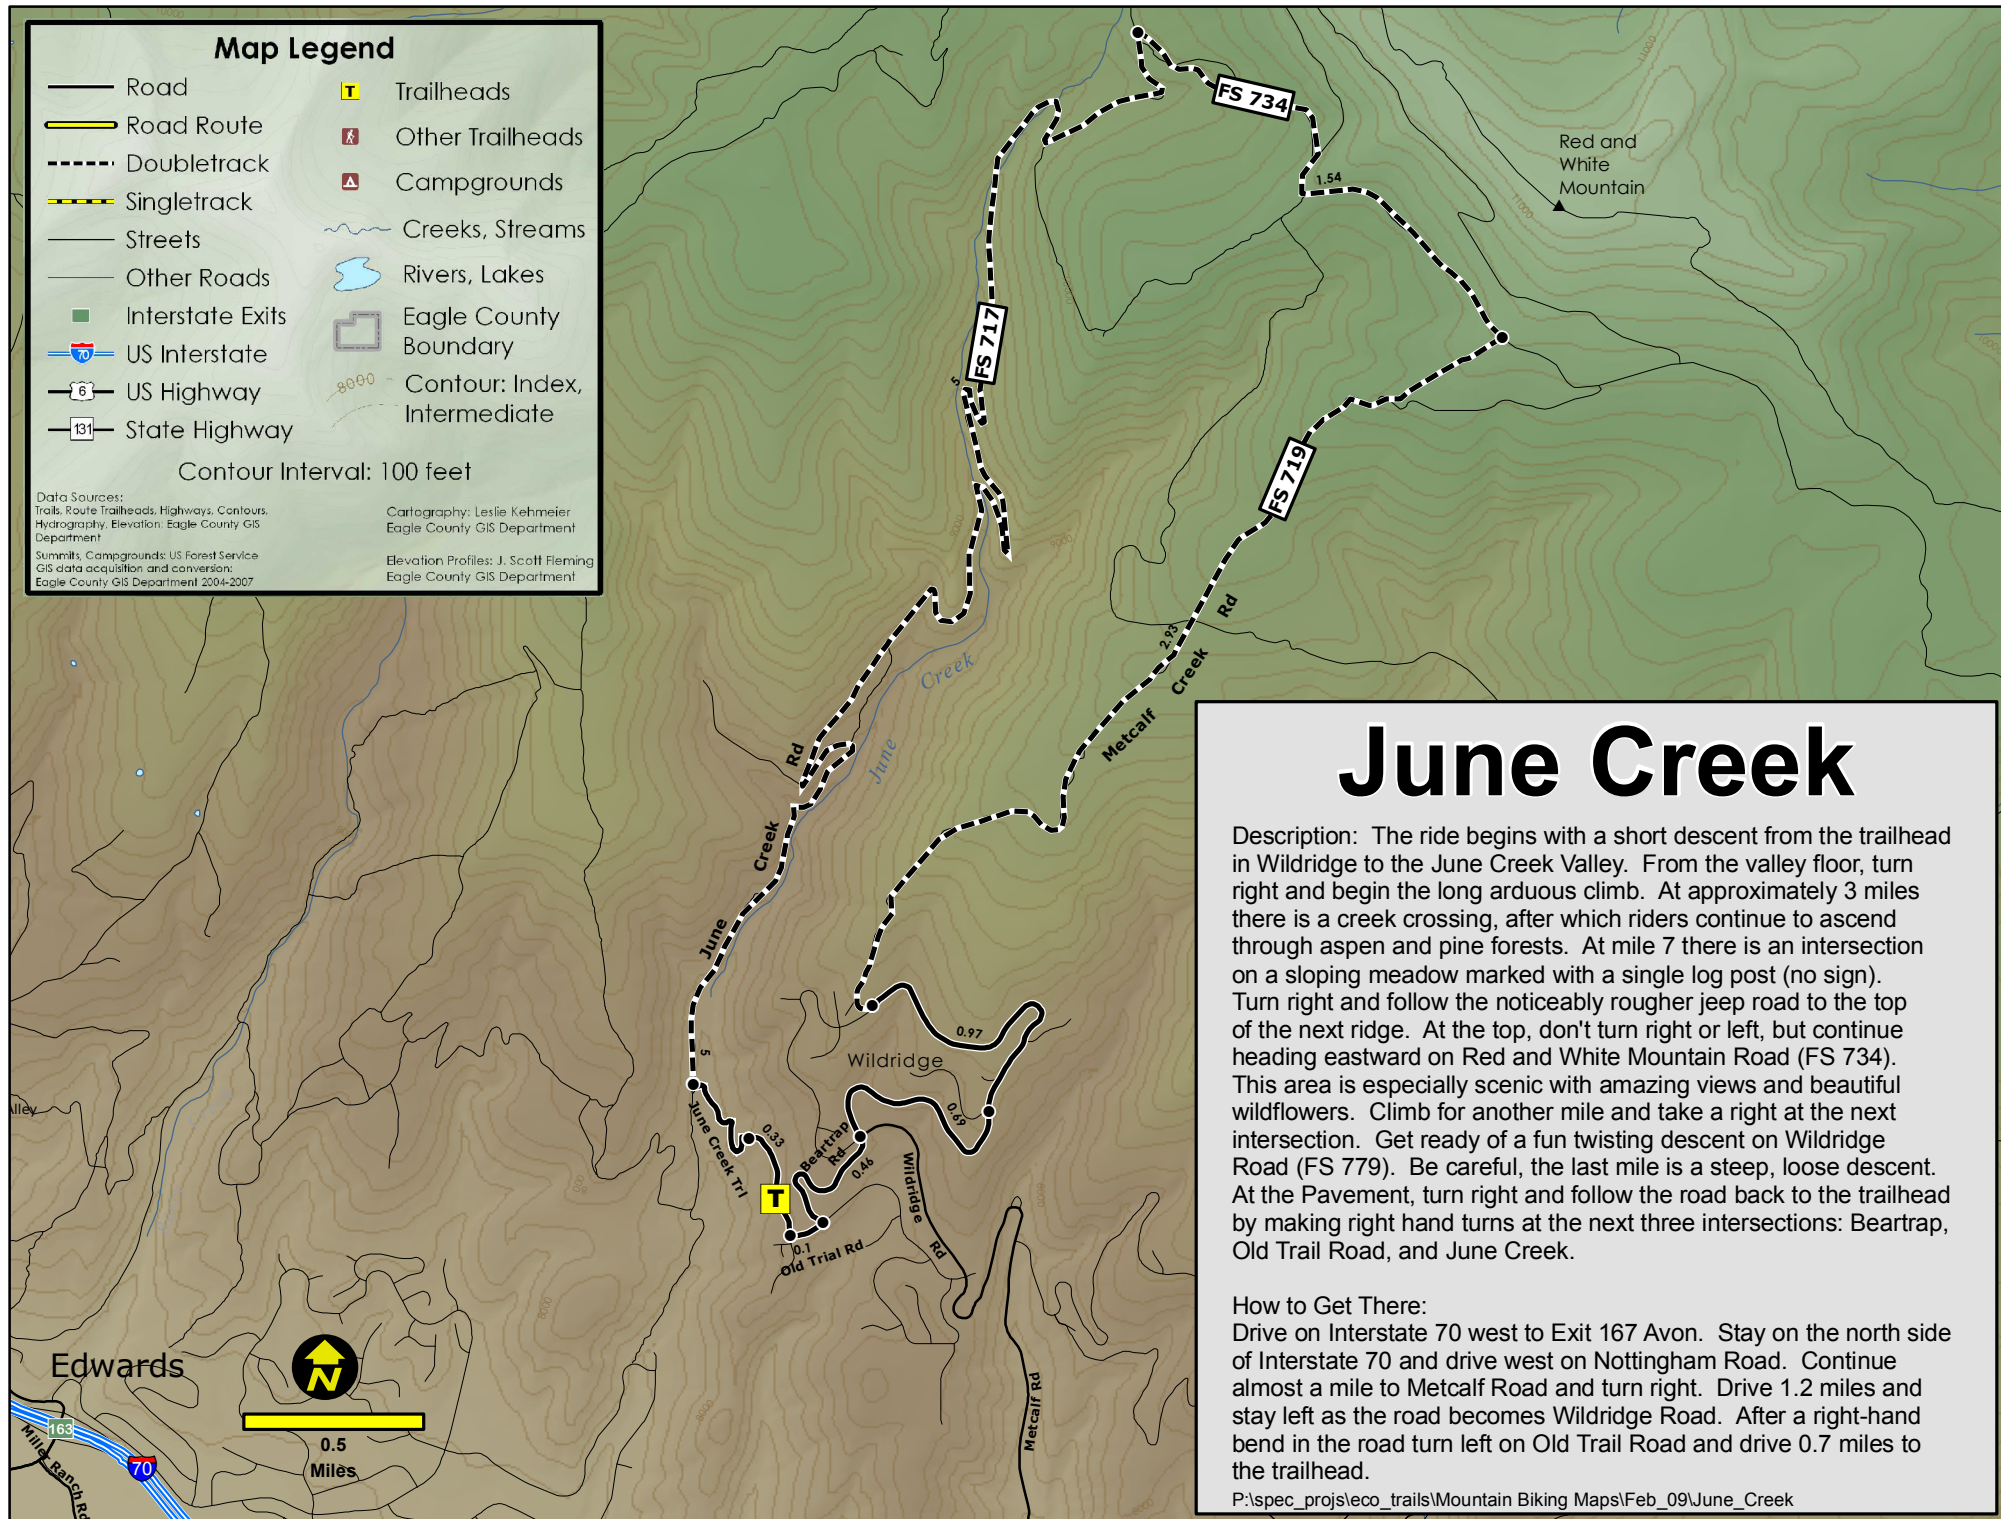 Map Legend
Road
Road Route
Doubletrack
Singletrack
Streets
Other Roads
Interstate Exits
70
US Interstate
6
US Highway
131
State Highway
T
Trailheads
Other Trailheads
Campgrounds
Creeks, Streams
Rivers, Lakes
Eagle County
Boundary
8000
Contour: Index,
Intermediate
Contour Interval: 100 feet
Data Sources:
Trails, Route Trailheads, Highways, Contours,
Hydrography, Elevation: Eagle County GIS
Department
Summits, Campgrounds: US Forest Service
GIS data acquisition and conversion:
Eagle County GIS Department 2004-2007
Cartography: Leslie Kehmeier
Eagle County GIS Department
Elevation Profiles: J. Scott Fleming
Eagle County GIS Department
FS 734
1.54
11000
11000
Red and
White
Mountain
FS 717
5
FS 719
9000
9000
2.93
Metcalf Creek Rd
June Creek
June Creek Rd
5
0.97
Wildridge
0.69
June Creek Trl
0.33
Beartrap
Rd
0.46
Wildridge Rd
T
0.1
Old Trial Rd
8000
8000
8000
Metcalf Rd
lley
Edwards
N
0.5
Miles
163
70
Miller Ranch Rd
June Creek
Description: The ride begins with a short descent from the trailhead
in Wildridge to the June Creek Valley. From the valley floor, turn
right and begin the long arduous climb. At approximately 3 miles
there is a creek crossing, after which riders continue to ascend
through aspen and pine forests. At mile 7 there is an intersection
on a sloping meadow marked with a single log post (no sign).
Turn right and follow the noticeably rougher jeep road to the top
of the next ridge. At the top, don't turn right or left, but continue
heading eastward on Red and White Mountain Road (FS 734).
This area is especially scenic with amazing views and beautiful
wildflowers. Climb for another mile and take a right at the next
intersection. Get ready of a fun twisting descent on Wildridge
Road (FS 779). Be careful, the last mile is a steep, loose descent.
At the Pavement, turn right and follow the road back to the trailhead
by making right hand turns at the next three intersections: Beartrap,
Old Trail Road, and June Creek.
How to Get There:
Drive on Interstate 70 west to Exit 167 Avon. Stay on the north side
of Interstate 70 and drive west on Nottingham Road. Continue
almost a mile to Metcalf Road and turn right. Drive 1.2 miles and
stay left as the road becomes Wildridge Road. After a right-hand
bend in the road turn left on Old Trail Road and drive 0.7 miles to
the trailhead.
P:\spec_projs\eco_trails\Mountain Biking Maps\Feb_09\June_Creek